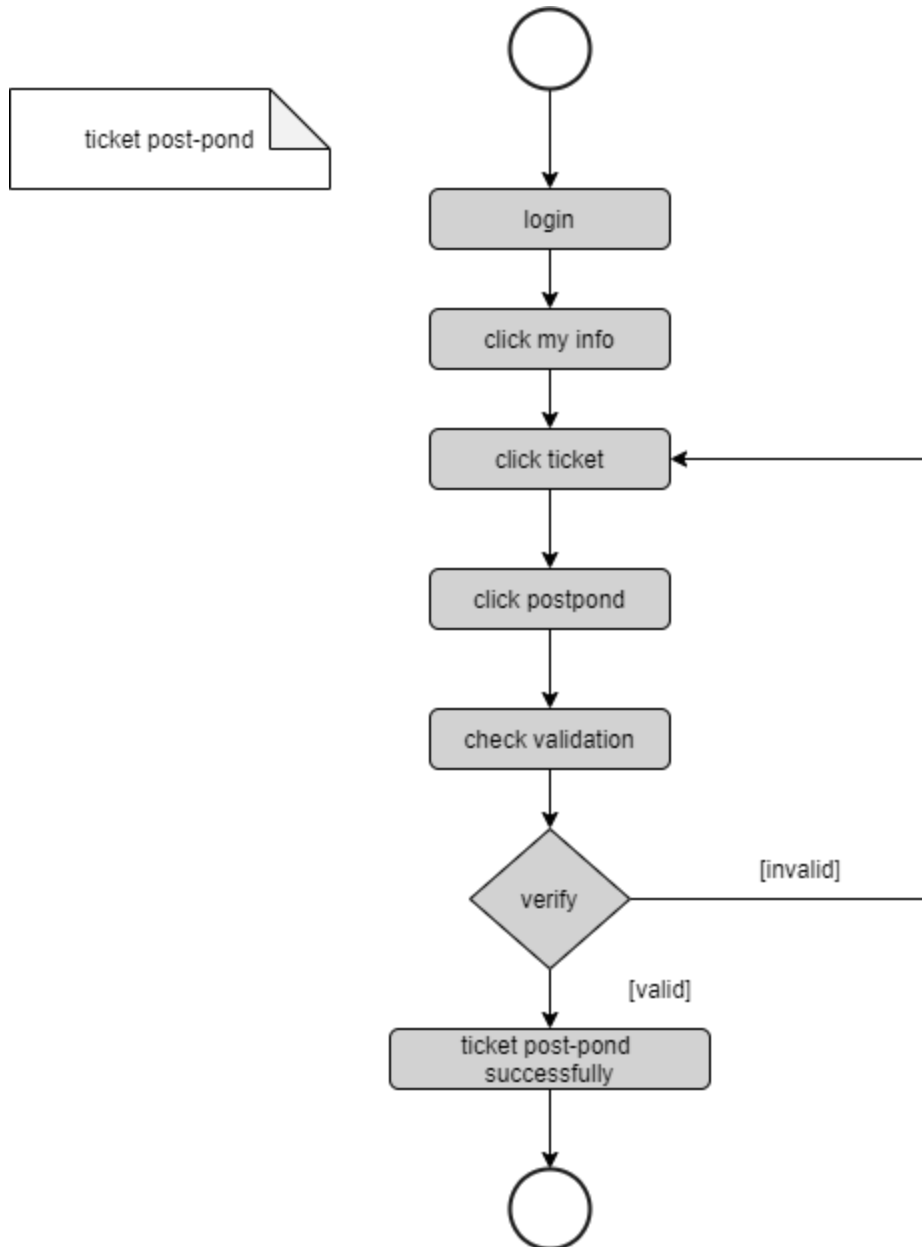 ticket post-pond
login
click my info
click ticket
click postpond
check validation
verify
[invalid]
[valid]
ticket post-pond
successfully